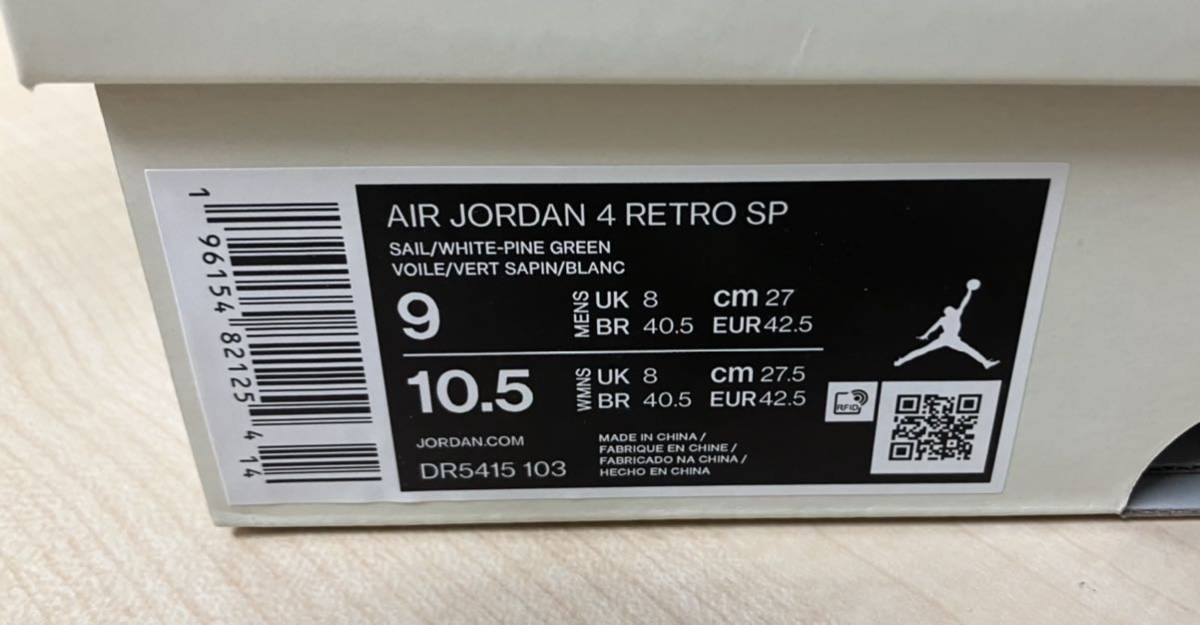 1 96154 82125 4 14
AIR JORDAN 4 RETRO SP
SAIL/WHITE-PINE GREEN
VOILE/VERT SAPIN/BLANC
9
MENS
UK 8 cm 27
BR 40.5 EUR 42.5
10.5
WMNS
UK 8 cm 27.5
BR 40.5 EUR 42.5
RFID
JORDAN.COM
DR5415 103
MADE IN CHINA /
FABRIQUE EN CHINE /
FABRICADO NA CHINA /
HECHO EN CHINA